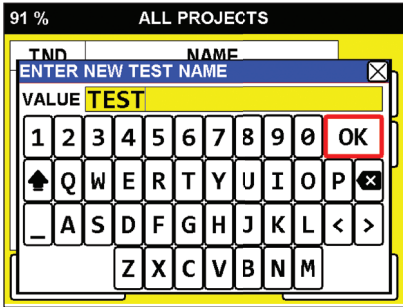 91 % ALL PROJECTS
IND NAME
ENTER NEW TEST NAME
VALUE TEST
1 2 3 4 5 6 7 8 9 0 OK
Q W E R T Y U I O P
_ A S D F G H J K L < >
Z X C V B N M